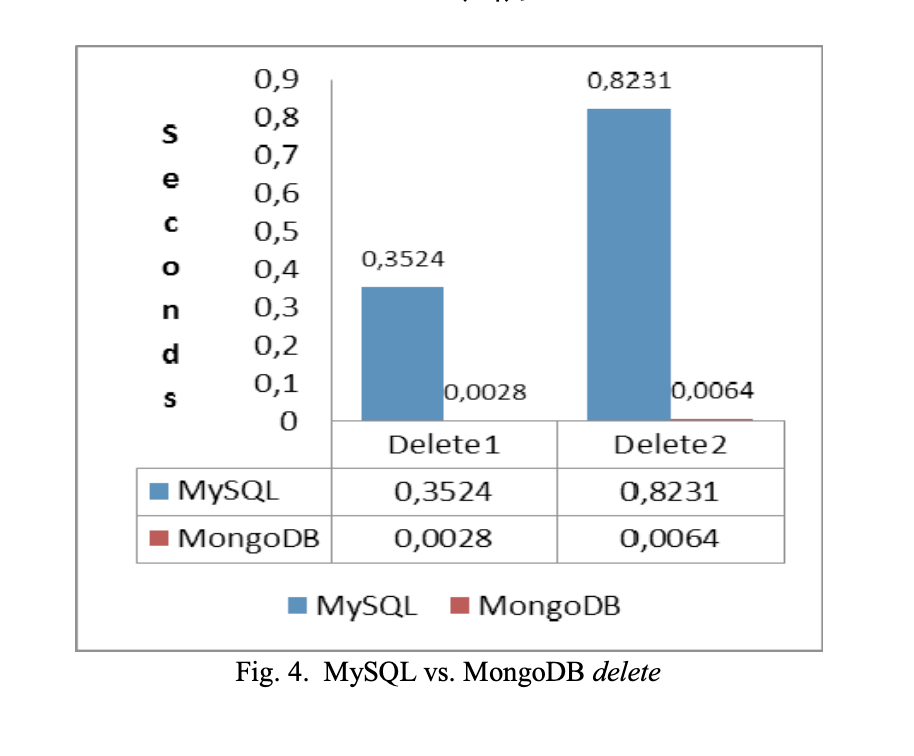 0,9
0,8
0,7
0,6
0,5
0,4
0,3
0,2
0,1
0
Seconds
0,3524
0,0028
0,8231
0,0064
Delete1 Delete2
MySQL 0,3524 0,8231
MongoDB 0,0028 0,0064
MySQL MongoDB
Fig. 4. MySQL vs. MongoDB delete